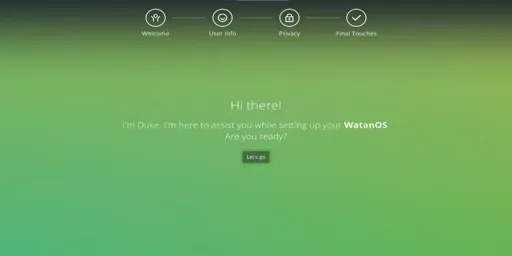 Welcome
User Info
Privacy
Final Touches
Hi there!
I'm Duke. I'm here to assist you while setting up your WatanOS.
Are you ready?
Let's go